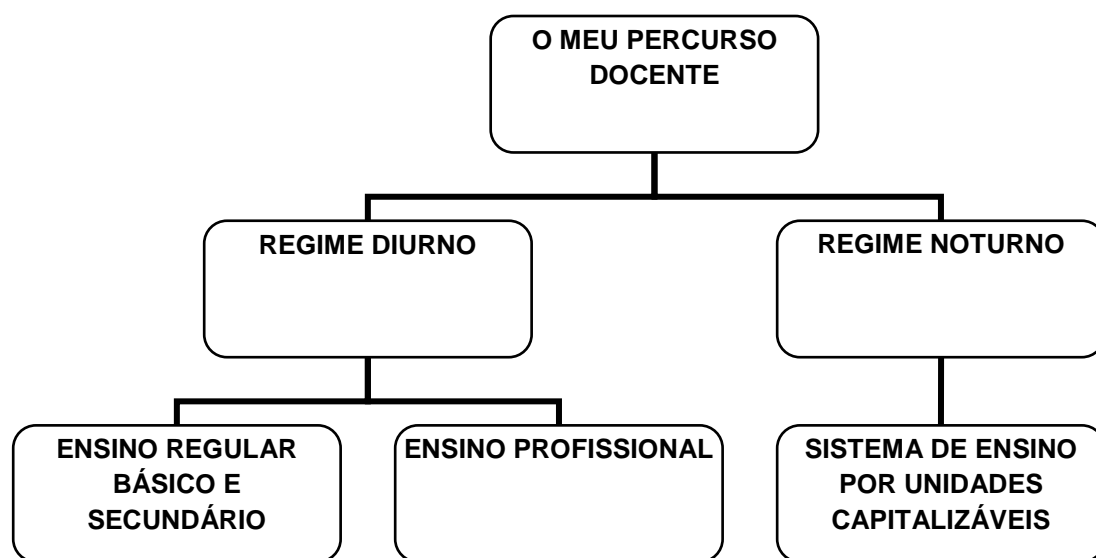 O MEU PERCURSO
DOCENTE
REGIME DIURNO
REGIME NOTURNO
ENSINO REGULAR
BÁSICO E
SECUNDÁRIO
ENSINO PROFISSIONAL
SISTEMA DE ENSINO
POR UNIDADES
CAPITALIZÁVEIS